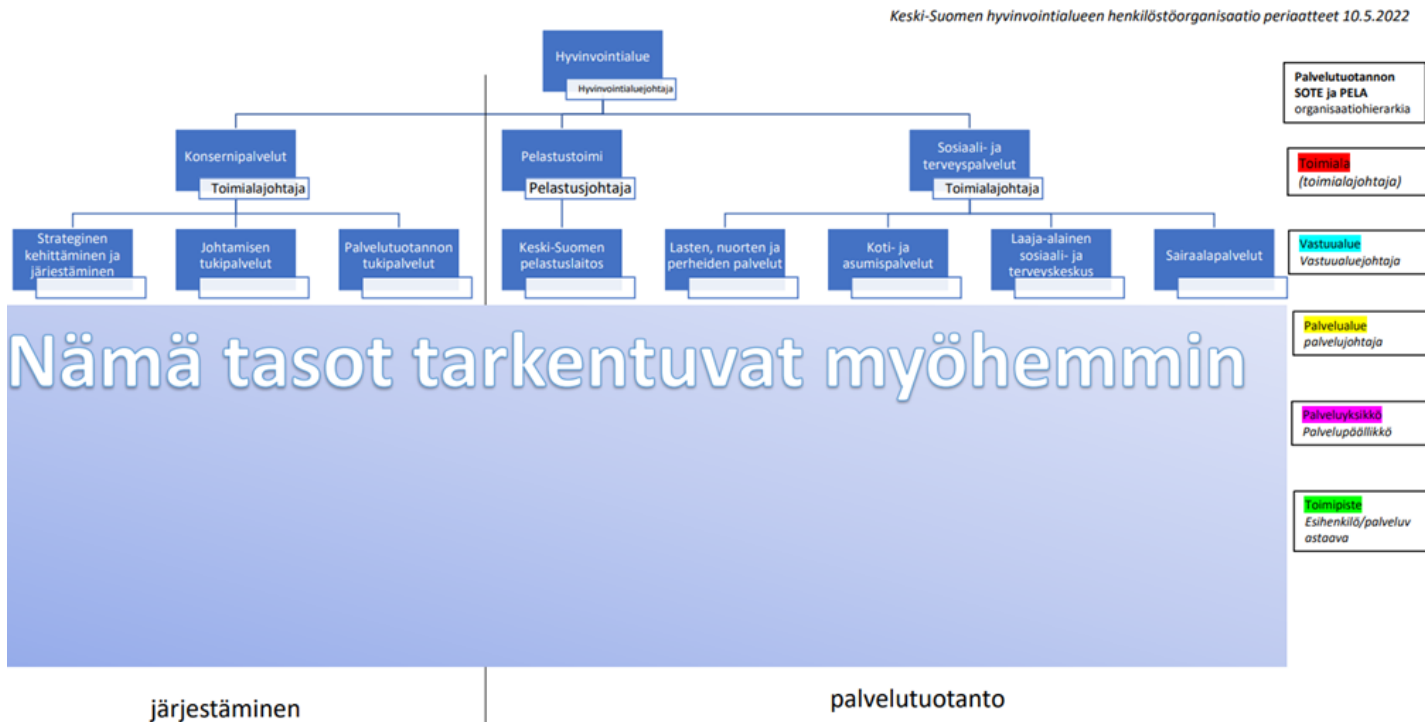 Keski-Suomen hyvinvointialueen henkilöstöorganisaatio periaatteet 10.5.2022
Hyvinvointialue
Hyvinvointialuejohtaja
Konsernipalvelut
Toimialajohtaja
Pelastustoimi
Pelastusjohtaja
Sosiaali- ja
terveyspalvelut
Toimialajohtaja
Strateginen
kehittäminen ja
järjestäminen
Johtamisen
tukipalvelut
Palvelutuotannon
tukipalvelut
Keski-Suomen
pelastuslaitos
Lasten, nuorten ja
perheiden palvelut
Koti- ja
asumispalvelut
Laaja-alainen
sosiaali- ja
terveyskeskus
Sairaalapalvelut
Nämä tasot tarkentuvat myöhemmin
järjestäminen
palvelutuotanto
Palvelutuotannon
SOTE ja PELA
organisaatiohierarkia
Toimiala
(toimialajohtaja)
Vastuualue
Vastuualuejohtaja
Palvelualue
palvelujohtaja
Palveluyksikkö
Palvelupäällikkö
Toimipiste
Esihenkilö/palveluv
astaava